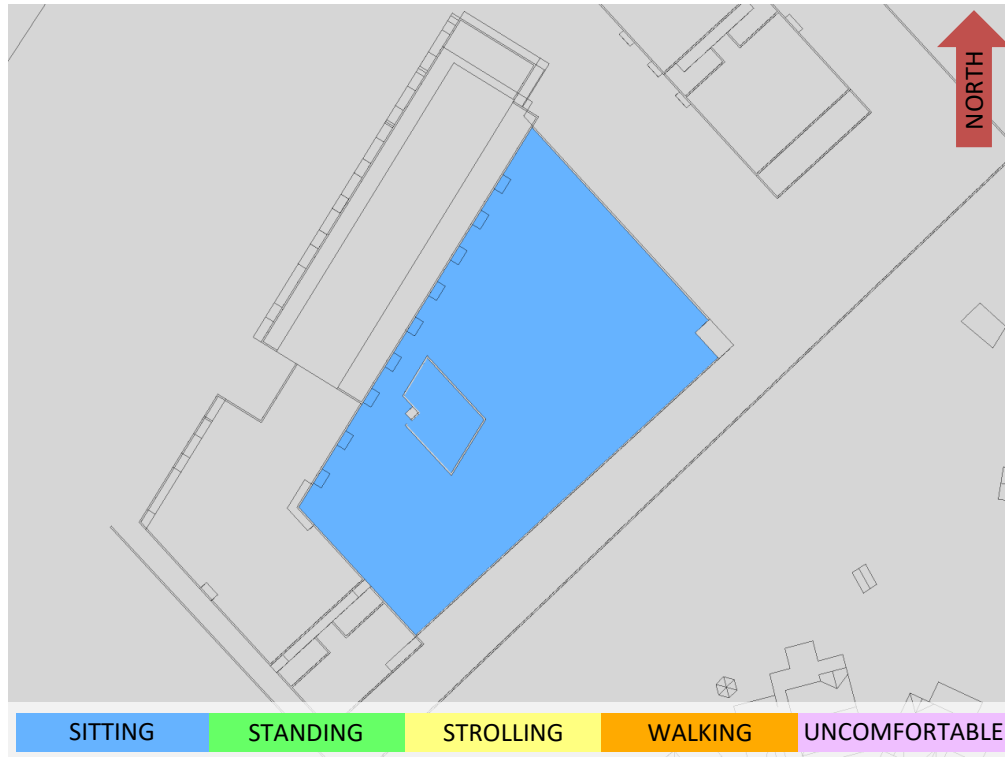 NORTH
SITTING
STANDING
STROLLING
WALKING
UNCOMFORTABLE